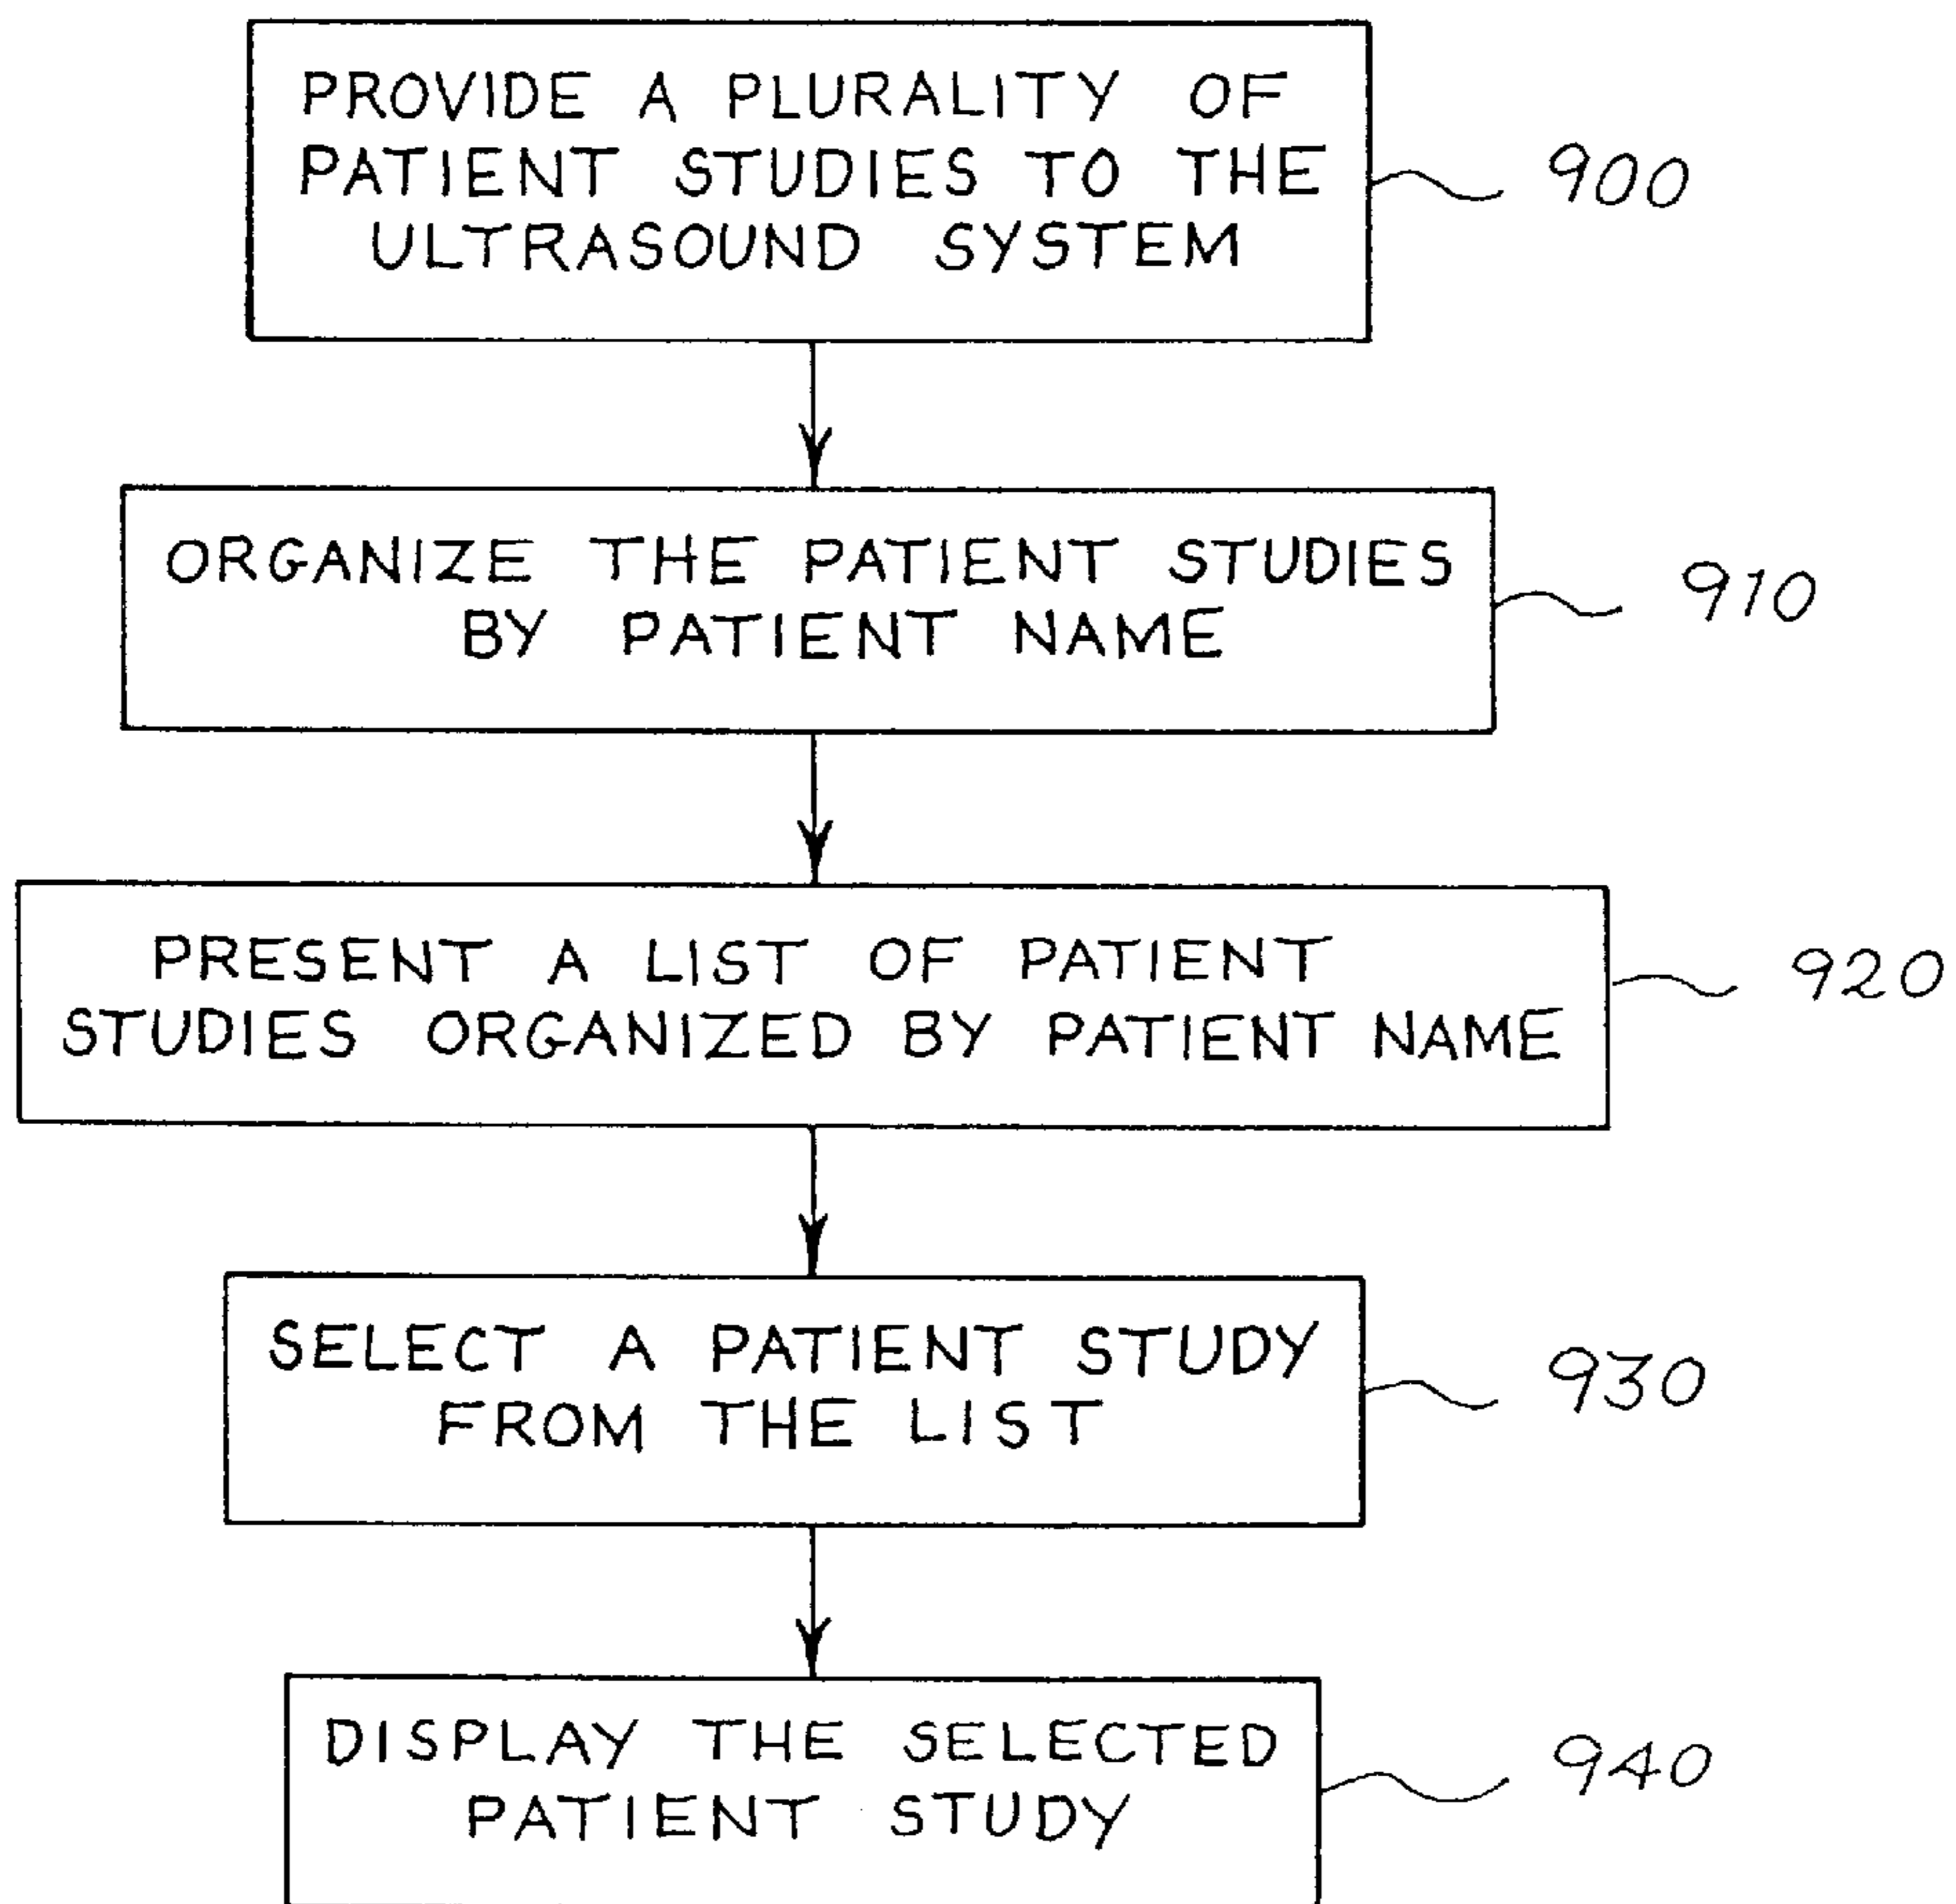 PROVIDE A PLURALITY OF
PATIENT STUDIES TO THE
ULTRASOUND SYSTEM
900
ORGANIZE THE PATIENT STUDIES
BY PATIENT NAME
910
PRESENT A LIST OF PATIENT
STUDIES ORGANIZED BY PATIENT NAME
920
SELECT A PATIENT STUDY
FROM THE LIST
930
DISPLAY THE SELECTED
PATIENT STUDY
940